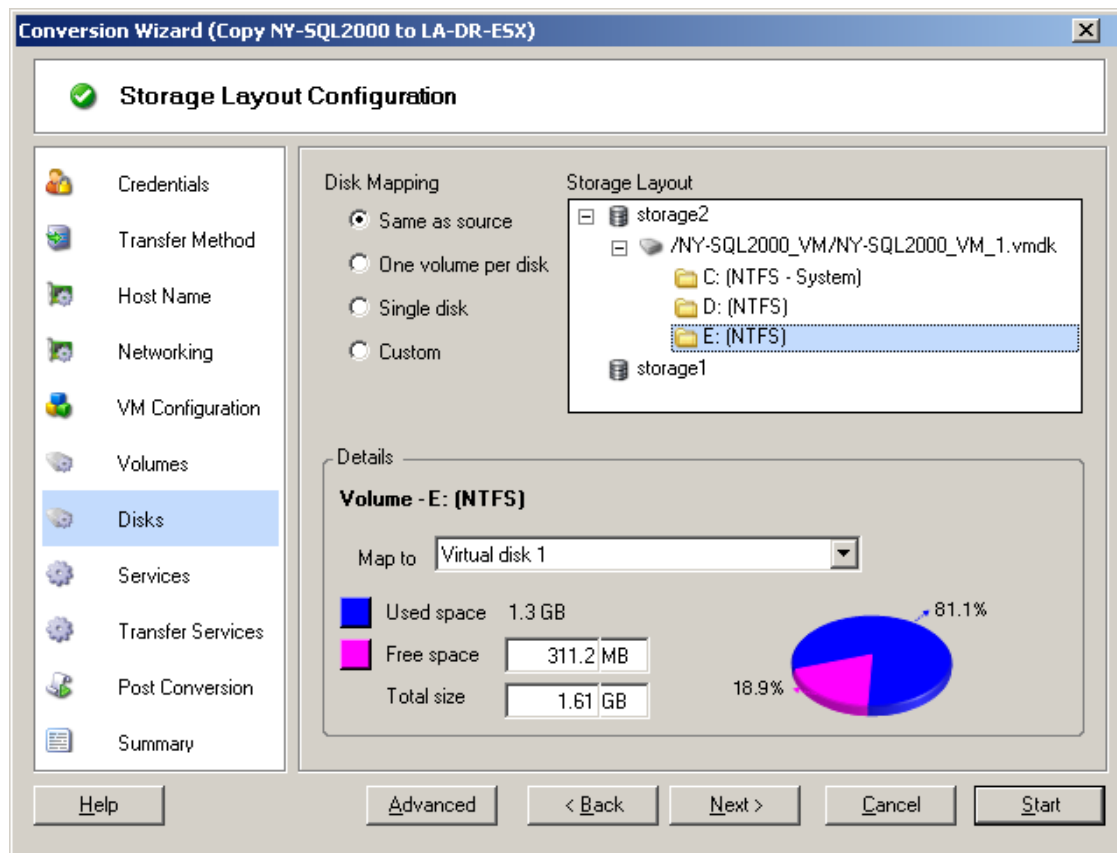 Conversion Wizard (Copy NY-SQL2000 to LA-DR-ESX)
Storage Layout Configuration
Credentials
Transfer Method
Host Name
Networking
VM Configuration
Volumes
Disks
Services
Transfer Services
Post Conversion
Summary
Disk Mapping
Same as source
One volume per disk
Single disk
Custom
Storage Layout
storage2
/NY-SQL2000_VM/NY-SQL2000_VM_1.vmdk
C: (NTFS - System)
D: (NTFS)
E: (NTFS)
storage1
Details
Volume - E: (NTFS)
Map to Virtual disk 1
Used space 1.3 GB
Free space 311.2 MB
Total size 1.61 GB
81.1%
18.9%
Help Advanced < Back Next > Cancel Start